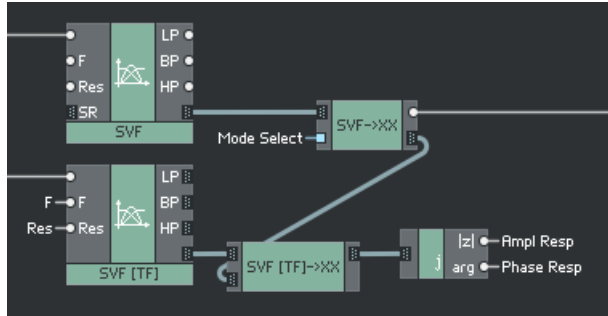 LP
F BP
Res HP
SR
SVF
Mode Select SVF->XX
LP
F F BP
Res Res HP
SVF [TF]
SVF [TF]->XX
j |z| Ampl Resp
arg Phase Resp